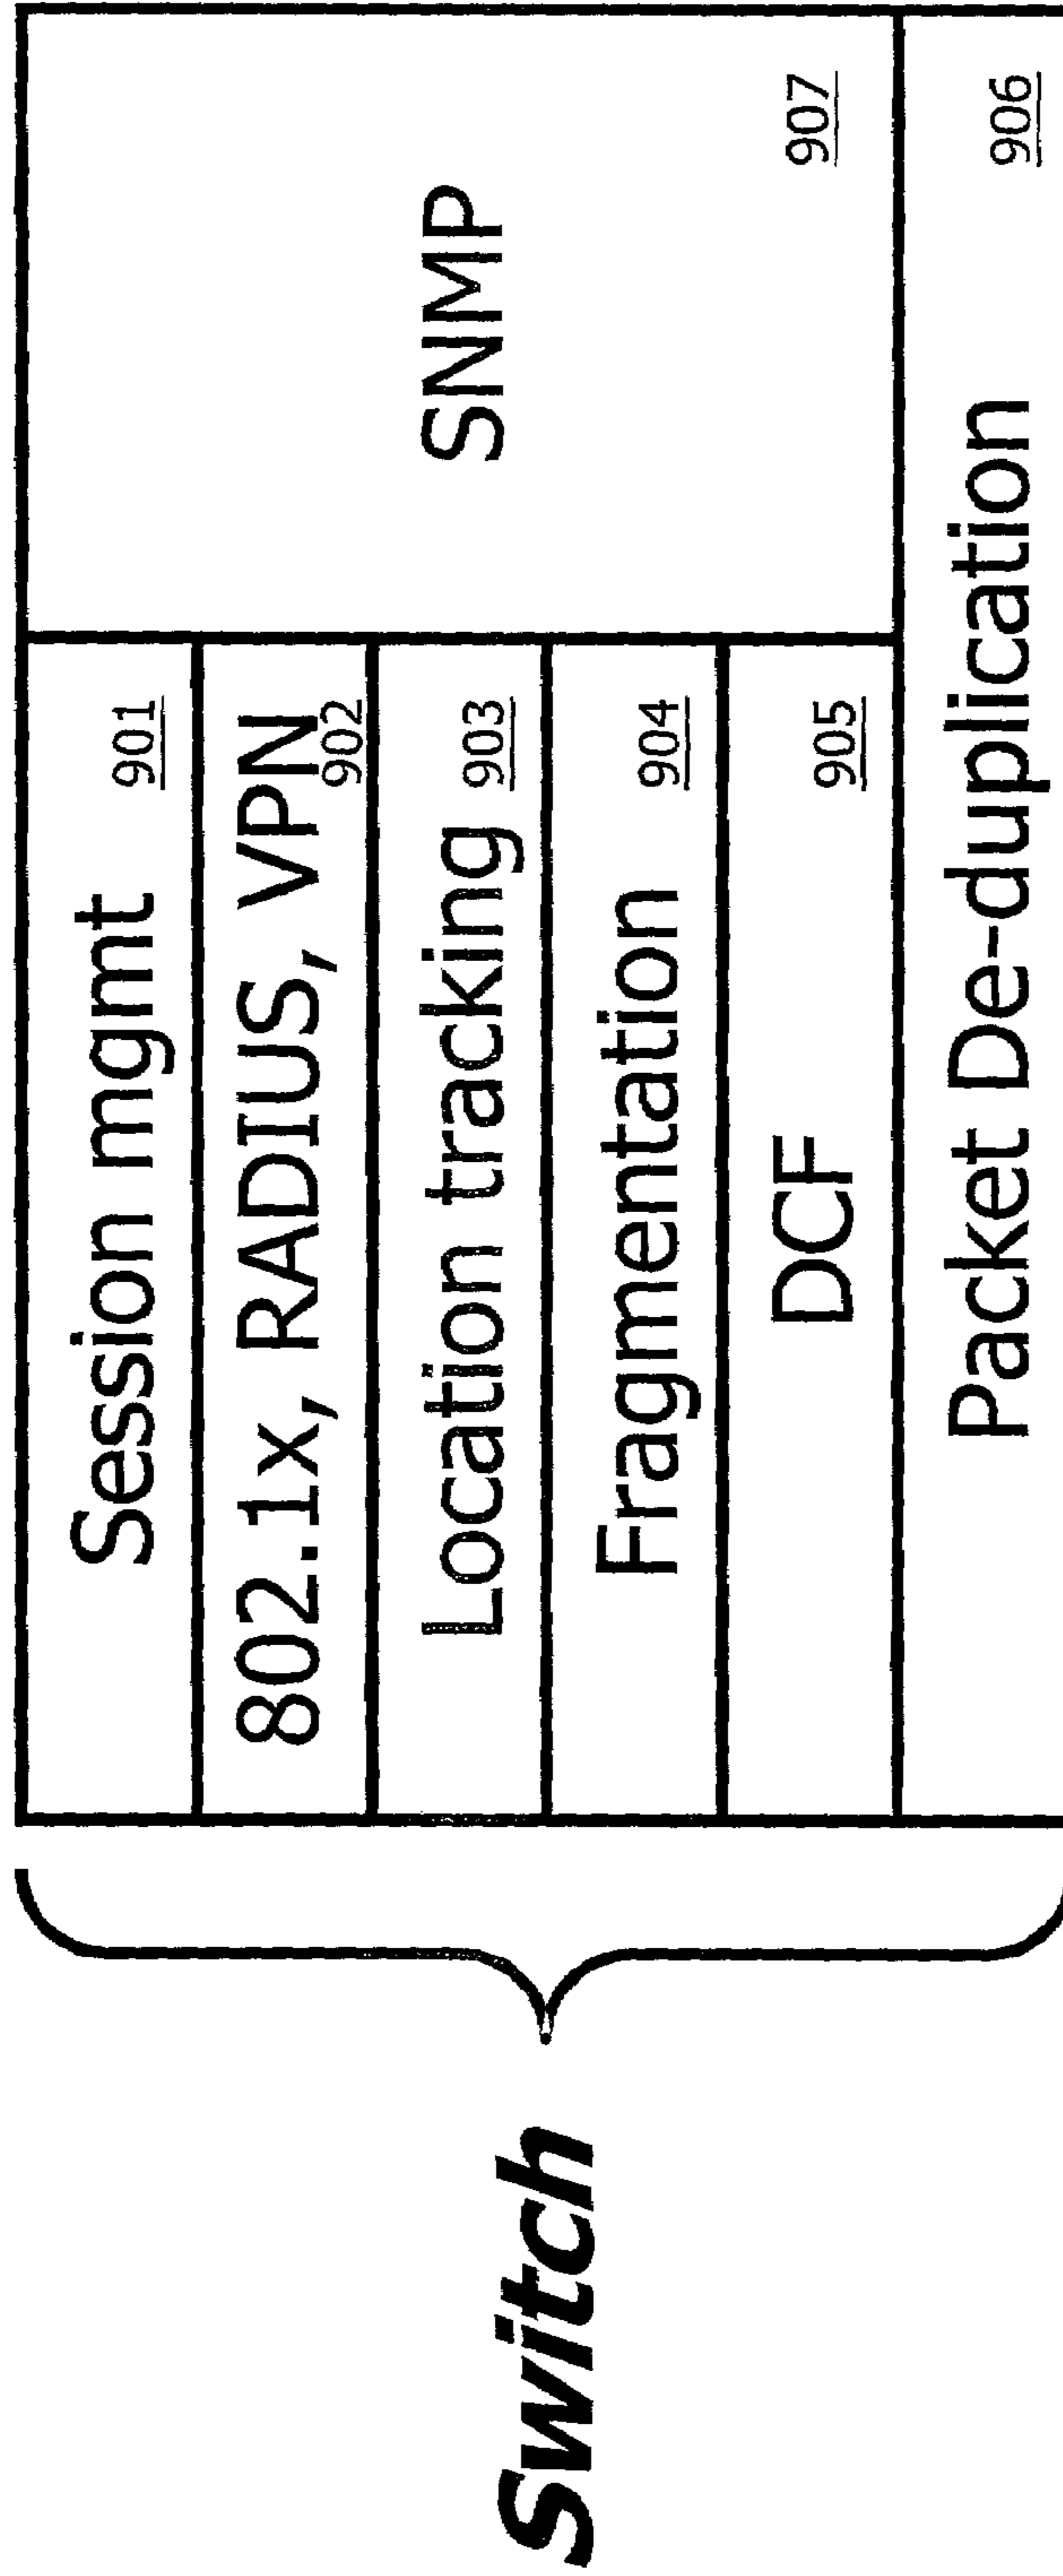 Switch
Session mgmt
901
802.1x, RADIUS, VPN
902
Location tracking
903
Fragmentation
904
DCF
905
SNMP
907
Packet De-duplication
906